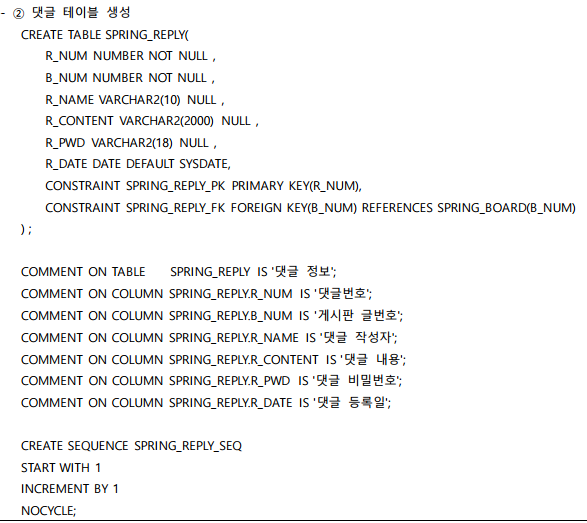 - ② 댓글 테이블 생성
CREATE TABLE SPRING_REPLY(
R_NUM NUMBER NOT NULL ,
B_NUM NUMBER NOT NULL ,
R_NAME VARCHAR2(10) NULL ,
R_CONTENT VARCHAR2(2000) NULL ,
R_PWD VARCHAR2(18) NULL ,
R_DATE DATE DEFAULT SYSDATE,
CONSTRAINT SPRING_REPLY_PK PRIMARY KEY(R_NUM),
CONSTRAINT SPRING_REPLY_FK FOREIGN KEY(B_NUM) REFERENCES SPRING_BOARD(B_NUM)
) ;
COMMENT ON TABLE SPRING_REPLY IS '댓글 정보';
COMMENT ON COLUMN SPRING_REPLY.R_NUM IS '댓글번호';
COMMENT ON COLUMN SPRING_REPLY.B_NUM IS '게시판 글번호';
COMMENT ON COLUMN SPRING_REPLY.R_NAME IS '댓글 작성자';
COMMENT ON COLUMN SPRING_REPLY.R_CONTENT IS '댓글 내용';
COMMENT ON COLUMN SPRING_REPLY.R_PWD IS '댓글 비밀번호';
COMMENT ON COLUMN SPRING_REPLY.R_DATE IS '댓글 등록일';
CREATE SEQUENCE SPRING_REPLY_SEQ
START WITH 1
INCREMENT BY 1
NOCYCLE;